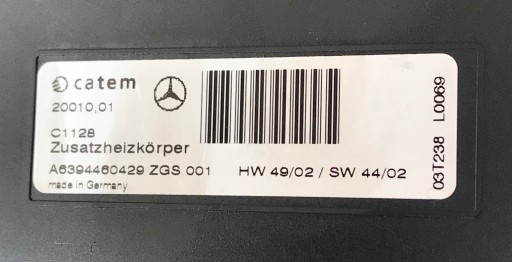 catem
20010,01
C1128
Zusatzheizkörper
A6394460429 ZGS 001 HW 49/02 / SW 44/02
made in Germany
03T238 L0069